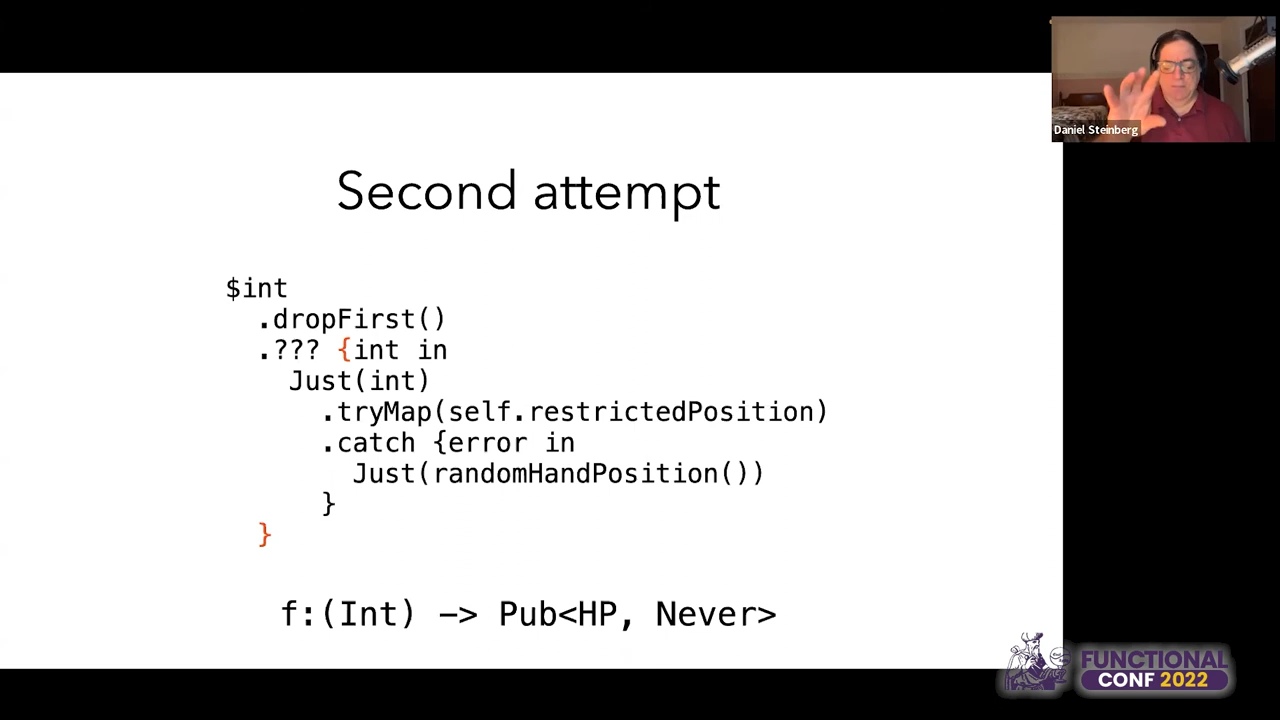 Daniel Steinberg
Second attempt
$int
.dropFirst()
.??? {int in
Just(int)
.tryMap(self.restrictedPosition)
.catch {error in
Just(randomHandPosition())
}
}
f:(Int) -> Pub<HP, Never>
FUNCTIONAL
CONF 2022